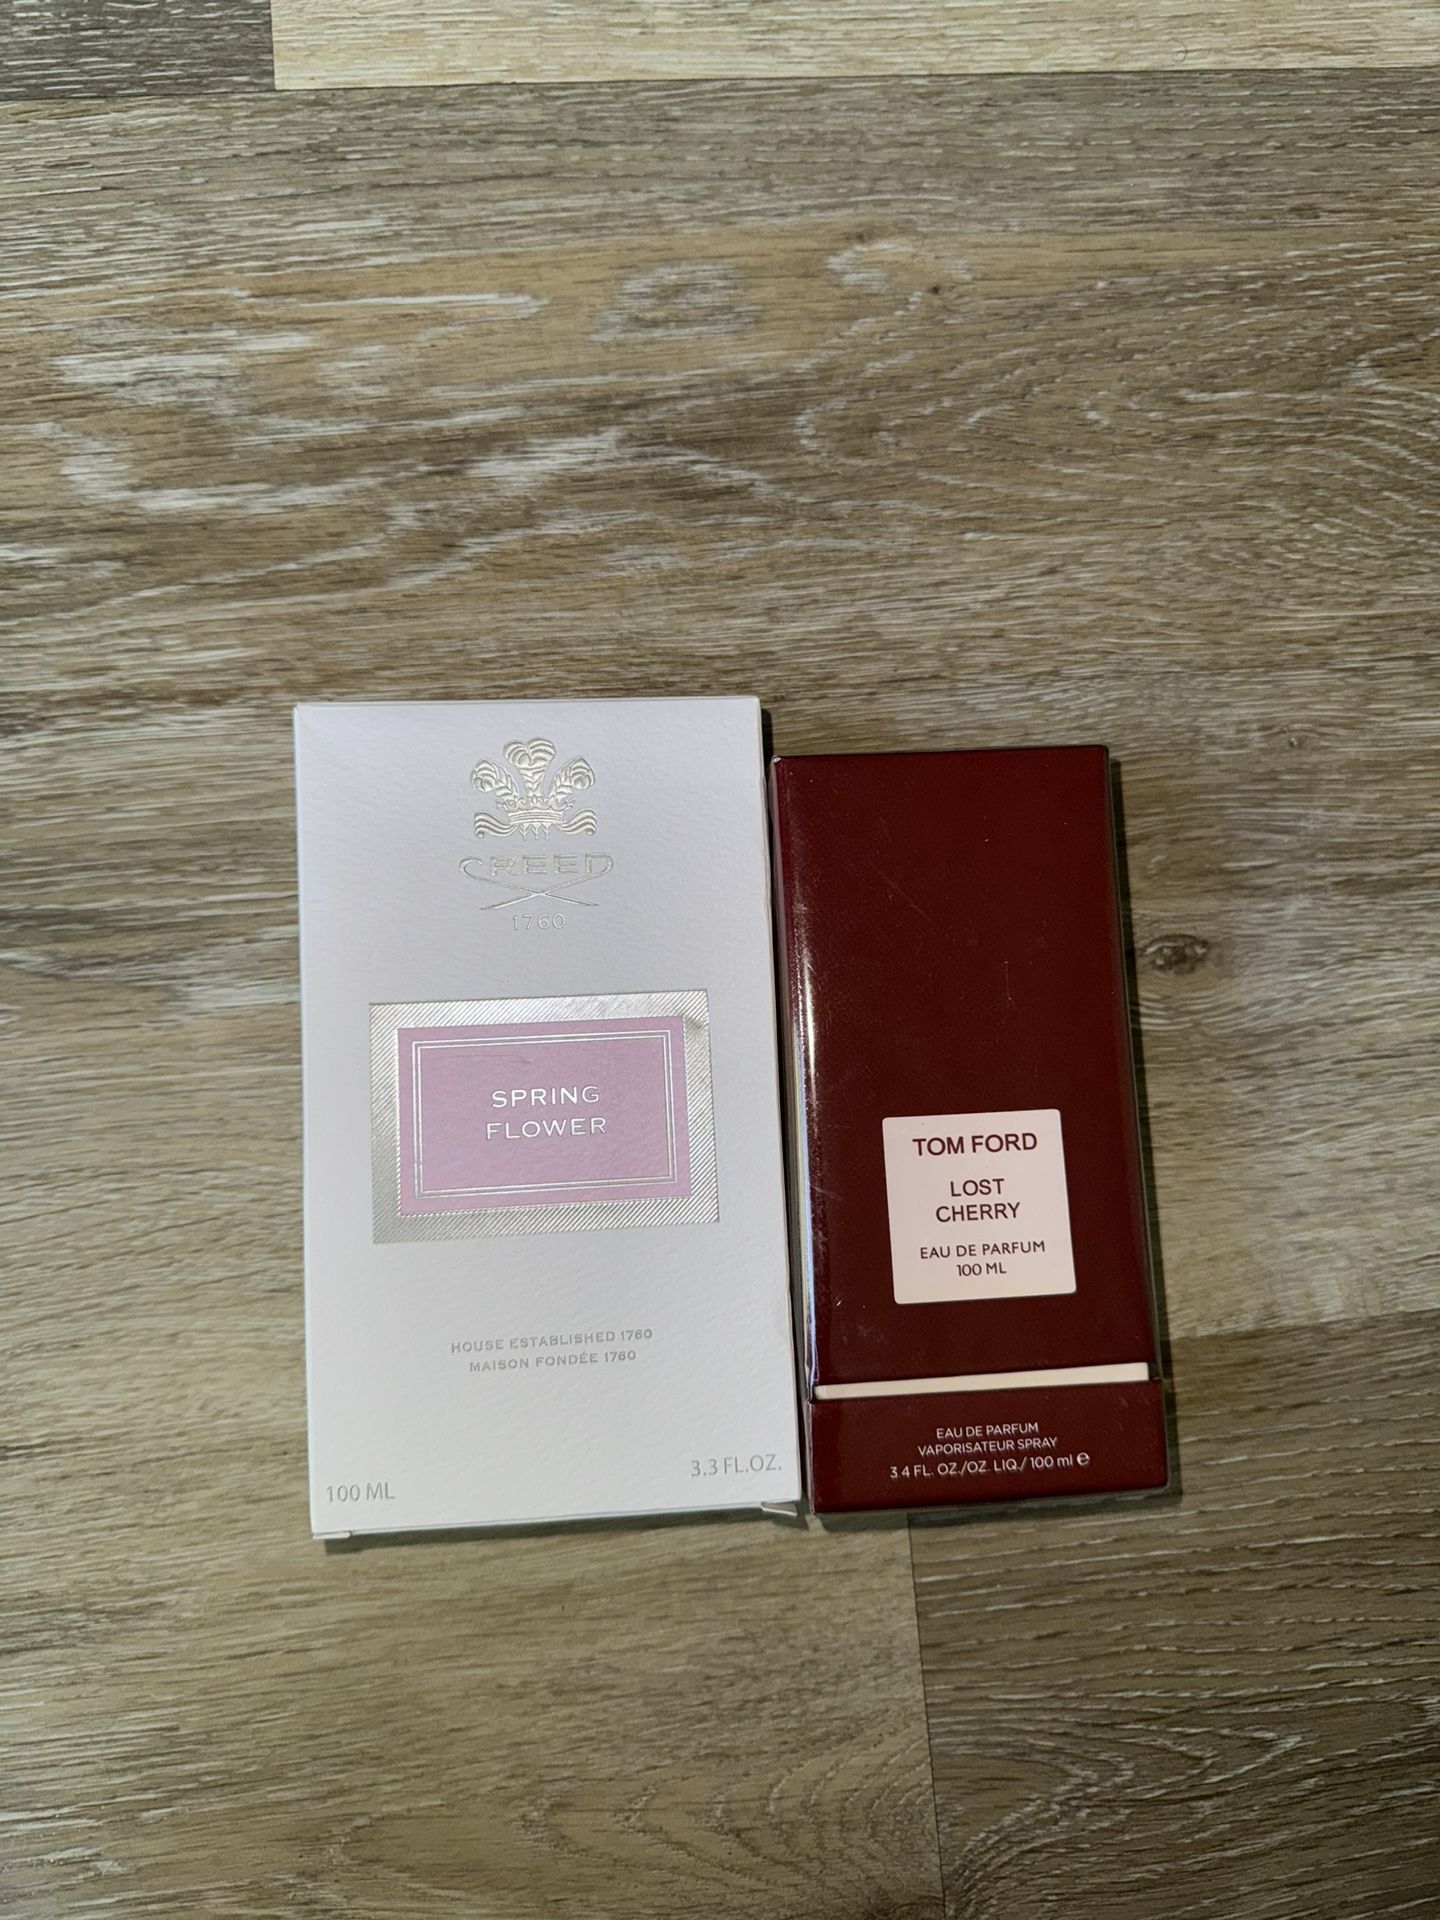 CREED
1760
SPRING
FLOWER
HOUSE ESTABLISHED 1760
MAISON FONDÉE 1760
100 ML
3.3 FL.OZ.
TOM FORD
LOST
CHERRY
EAU DE PARFUM
100 ML
EAU DE PARFUM
VAPORISATEUR SPRAY
3 4 FL. OZ./OZ. LIQ./ 100 ml ℮